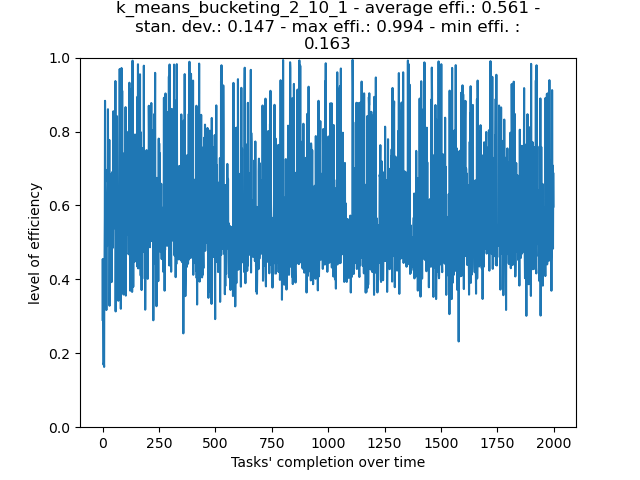 k_means_bucketing_2_10_1 - average effi.: 0.561 -
stan. dev.: 0.147 - max effi.: 0.994 - min effi. :
0.163
1.0
0.8
0.6
0.4
0.2
0.0
level of efficiency
0 250 500 750 1000 1250 1500 1750 2000
Tasks' completion over time